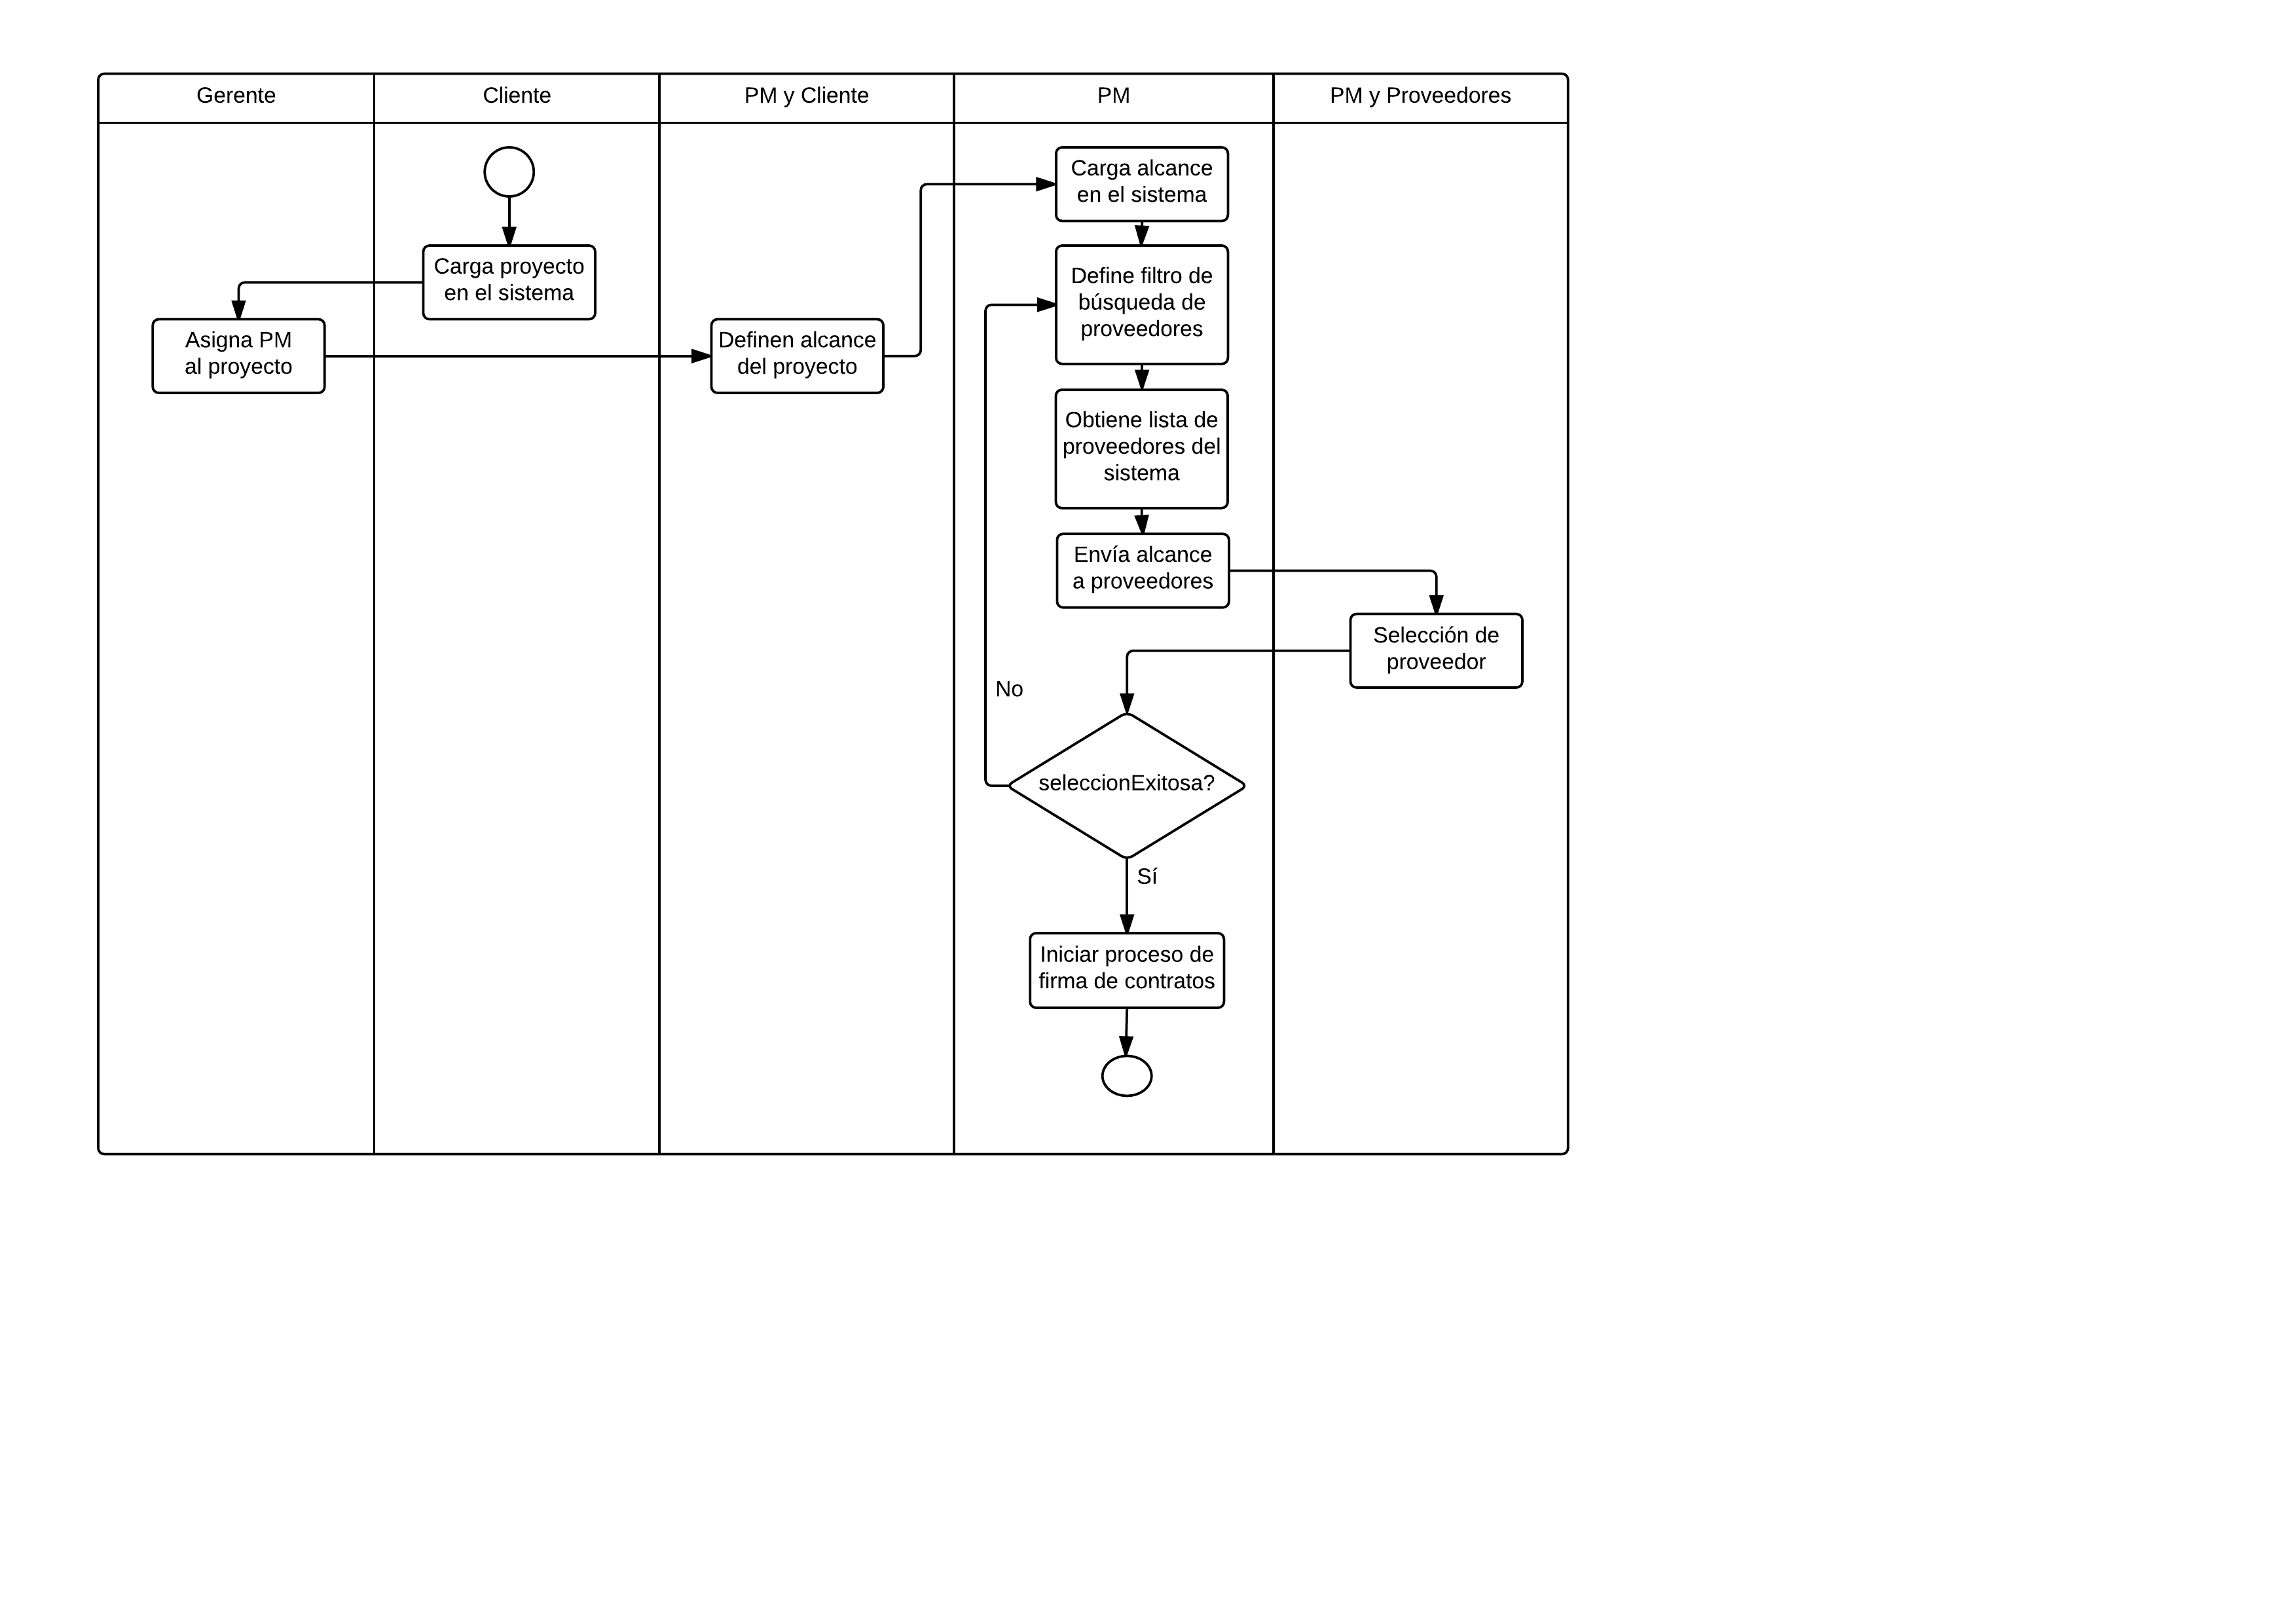 Gerente
Cliente
PM y Cliente
PM
PM y Proveedores
Carga proyecto
en el sistema
Asigna PM
al proyecto
Definen alcance
del proyecto
Carga alcance
en el sistema
Define filtro de
búsqueda de
proveedores
Obtiene lista de
proveedores del
sistema
Envía alcance
a proveedores
Selección de
proveedor
No
seleccionExitosa?
Sí
Iniciar proceso de
firma de contratos